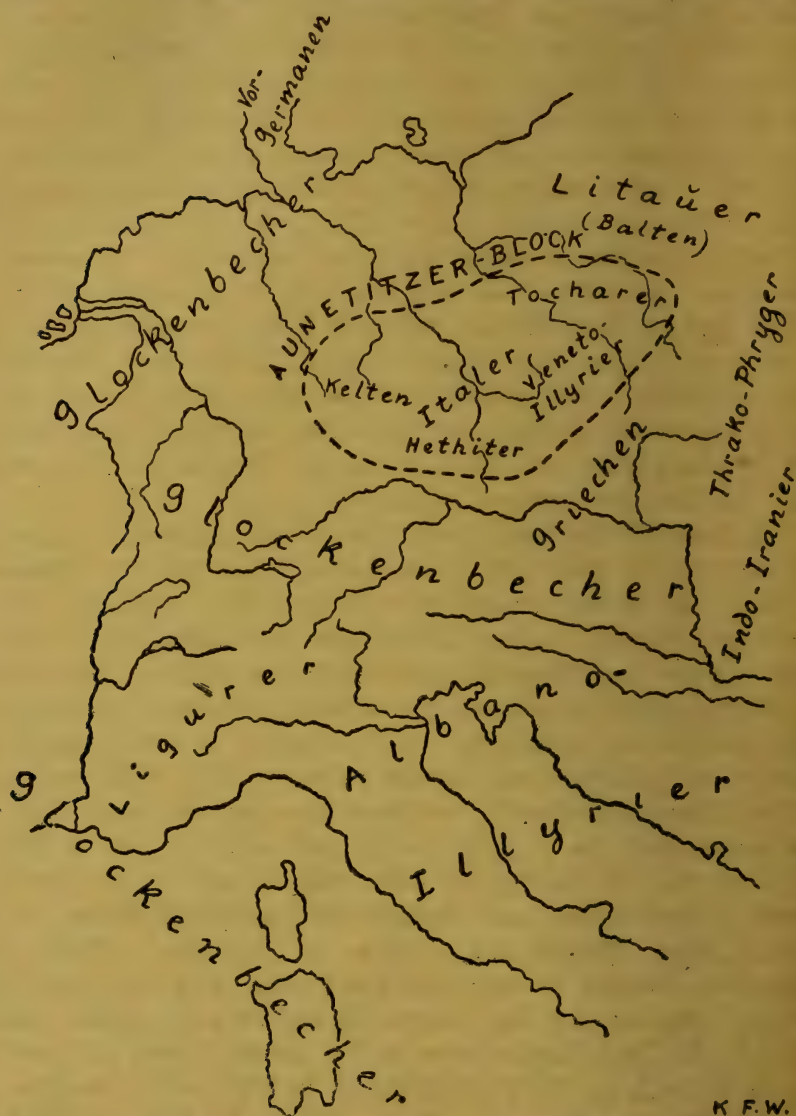 Vor-
germanen
glockenbecher
Litaŭer
(Balten)
AUNETITZER-BLOCK
Tocharer
Kelten
Italer
Veneto-
Illyrier
Hethiter
griechen
Thrako-Phryger
Indo-Iranier
glockenbecher
Ligurer
Albano-
Illyrier
glockenbecher
K F.W.